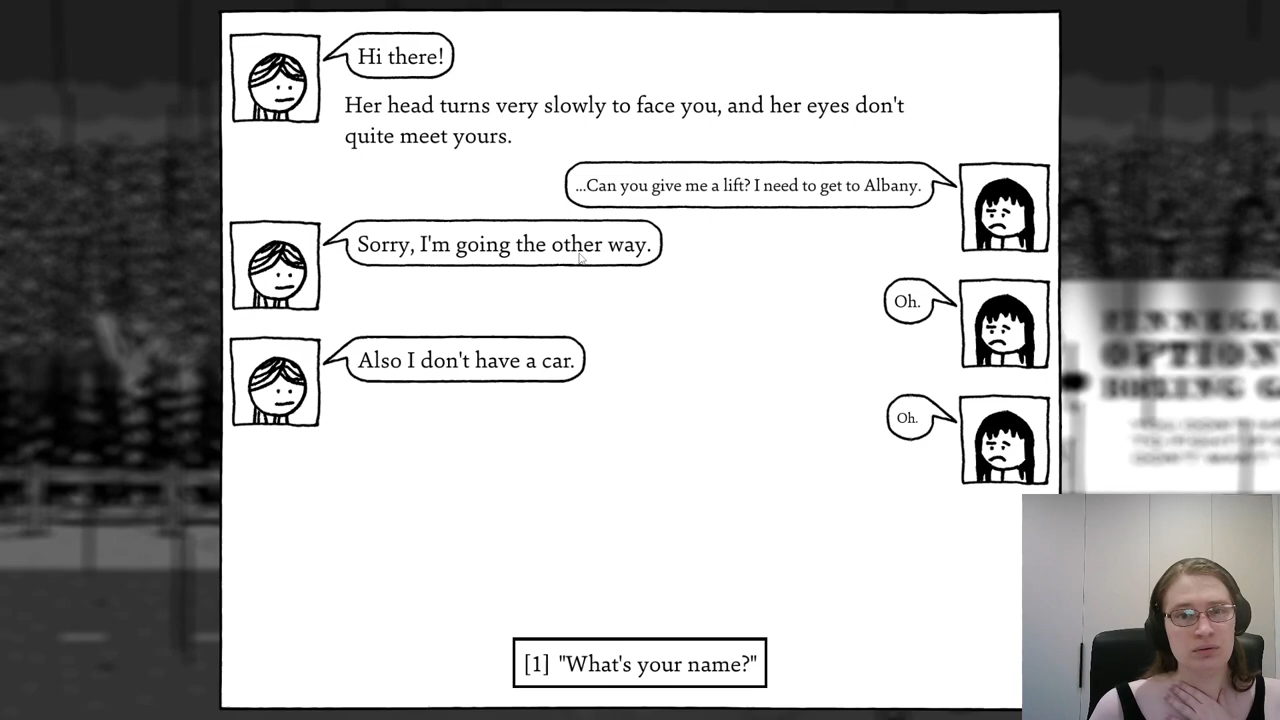 Hi there!
Her head turns very slowly to face you, and her eyes don't
quite meet yours.
...Can you give me a lift? I need to get to Albany.
Sorry, I'm going the other way.
Oh.
Also I don't have a car.
Oh.
OPTION
[1] "What's your name?"